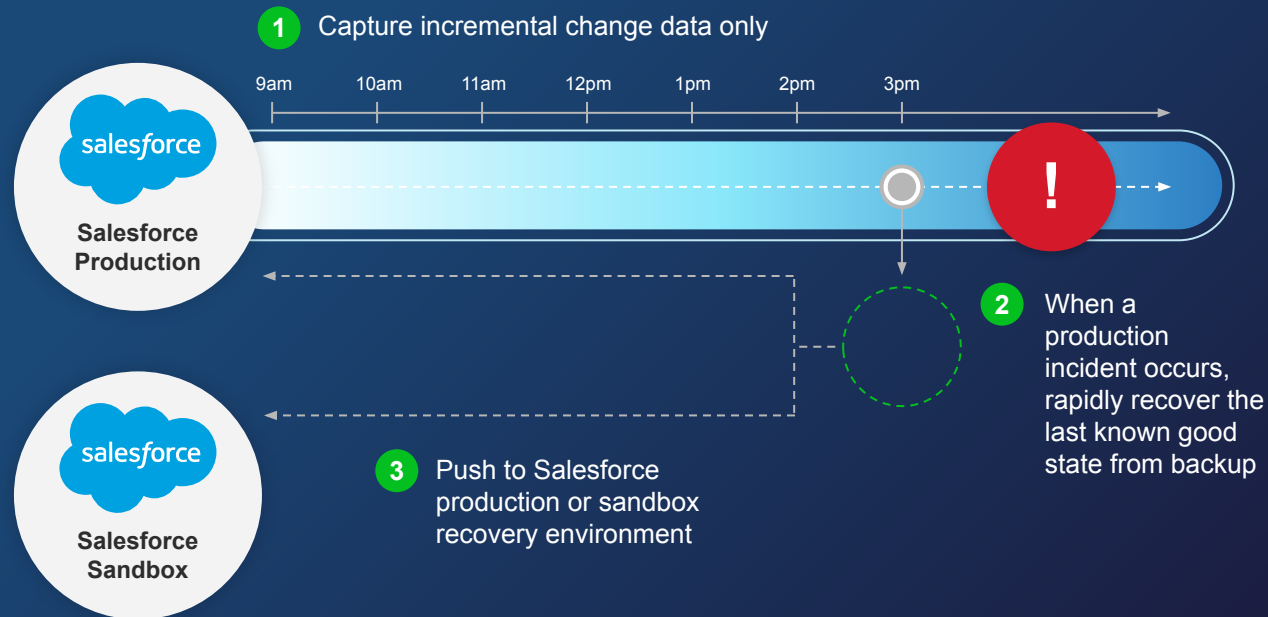 1 Capture incremental change data only
9am 10am 11am 12pm 1pm 2pm 3pm
salesforce
Salesforce
Production
!
2 When a
production
incident occurs,
rapidly recover the
last known good
state from backup
salesforce
Salesforce
Sandbox
3 Push to Salesforce
production or sandbox
recovery environment